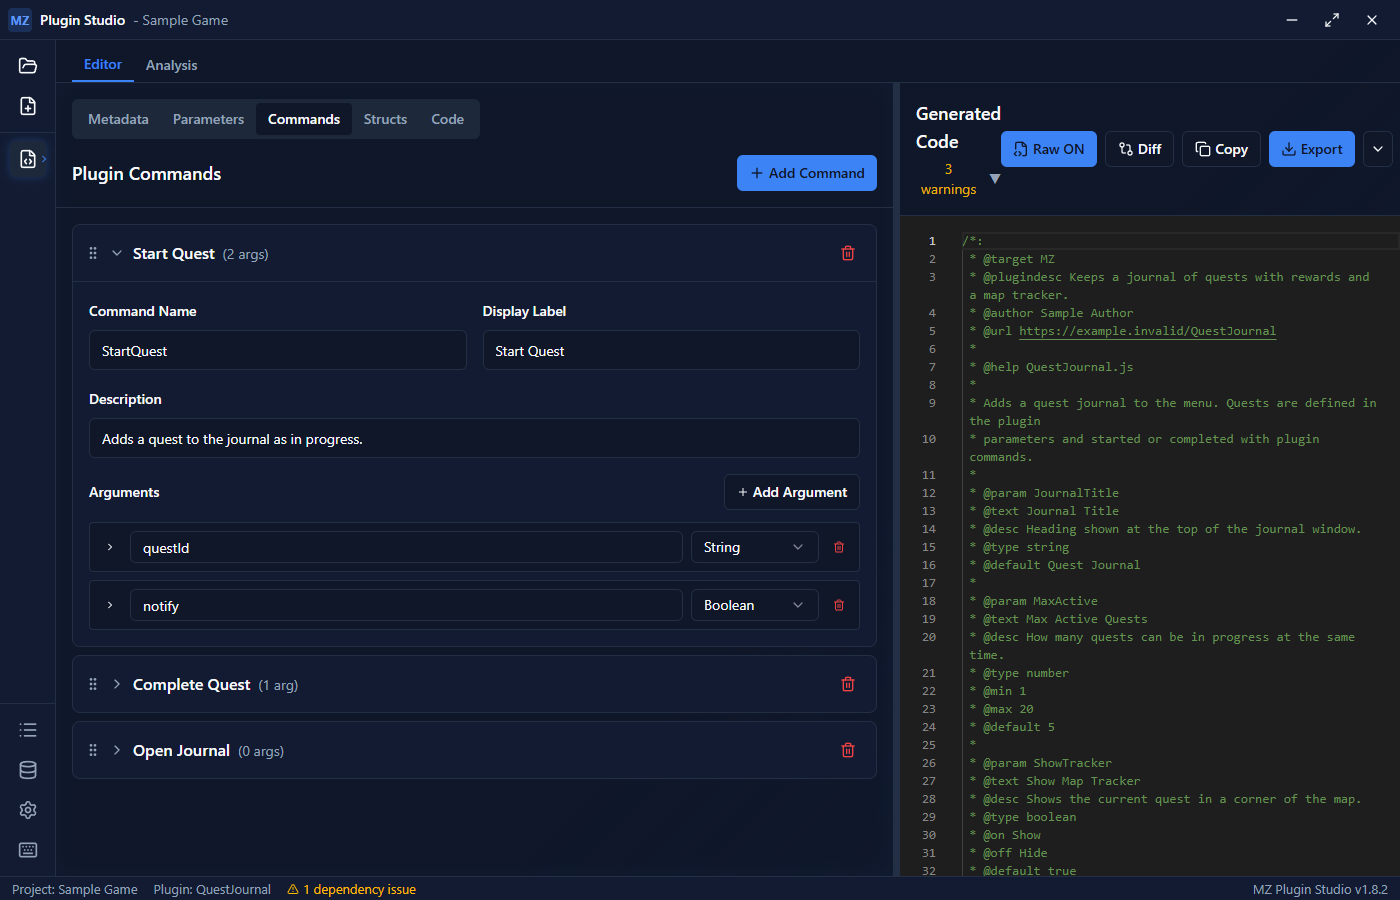 MZ Plugin Studio - Sample Game
Editor Analysis
Metadata Parameters Commands Structs Code
Plugin Commands
+ Add Command
Start Quest (2 args)
Command Name Display Label
StartQuest Start Quest
Description
Adds a quest to the journal as in progress.
Arguments
+ Add Argument
questId String
notify Boolean
Complete Quest (1 arg)
Open Journal (0 args)
Generated
Code
3
warnings
Raw ON Diff Copy Export
1 /*:
2 * @target MZ
3 * @plugindesc Keeps a journal of quests with rewards and
a map tracker.
4 * @author Sample Author
5 * @url https://example.invalid/QuestJournal
6 *
7 * @help QuestJournal.js
8 *
9 * Adds a quest journal to the menu. Quests are defined in
the plugin
10 * parameters and started or completed with plugin
commands.
11 *
12 * @param JournalTitle
13 * @text Journal Title
14 * @desc Heading shown at the top of the journal window.
15 * @type string
16 * @default Quest Journal
17 *
18 * @param MaxActive
19 * @text Max Active Quests
20 * @desc How many quests can be in progress at the same
time.
21 * @type number
22 * @min 1
23 * @max 20
24 * @default 5
25 *
26 * @param ShowTracker
27 * @text Show Map Tracker
28 * @desc Shows the current quest in a corner of the map.
29 * @type boolean
30 * @on Show
31 * @off Hide
32 * @default true
Project: Sample Game Plugin: QuestJournal 1 dependency issue
MZ Plugin Studio v1.8.2